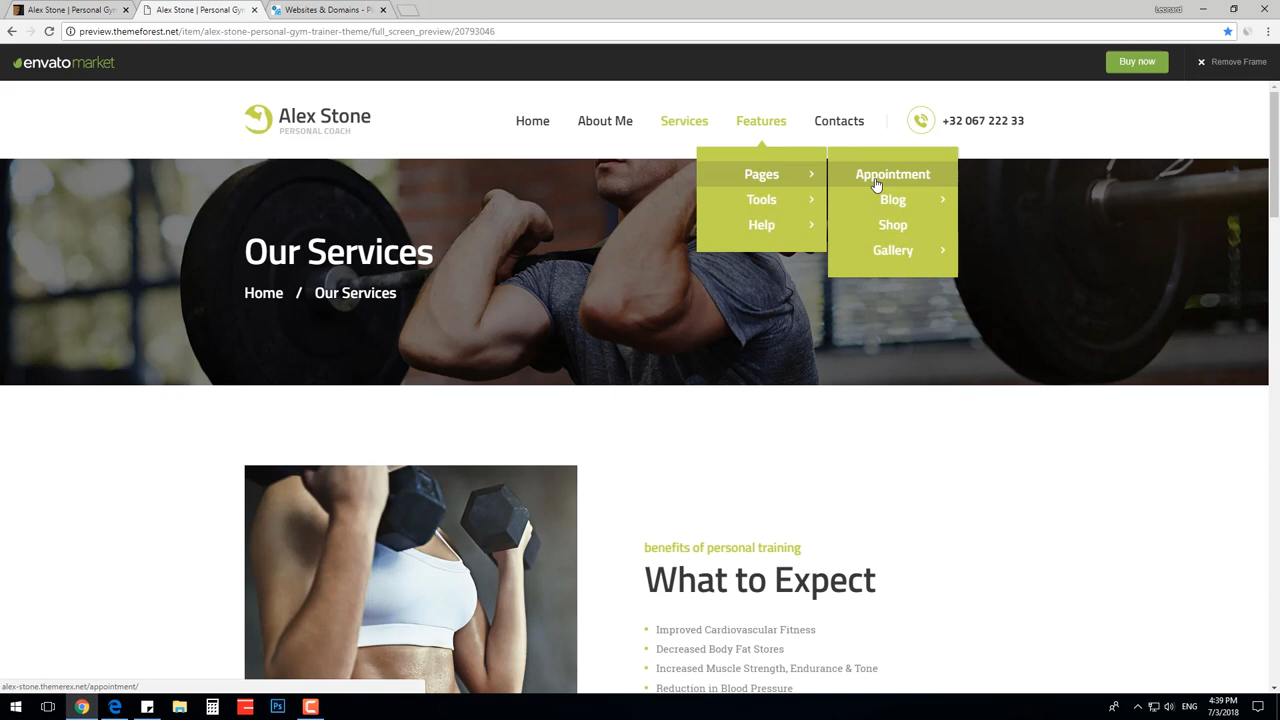 Alex Stone | Personal Gym
Alex Stone | Personal Gym
Websites & Domains - Pl
Leonard
preview.themeforest.net/item/alex-stone-personal-gym-trainer-theme/full_screen_preview/20793046
envatomarket
Buy now
Remove Frame
Alex Stone
PERSONAL COACH
Home
About Me
Services
Features
Contacts
+32 067 222 33
Pages
Tools
Help
Appointment
Blog
Shop
Gallery
Our Services
Home / Our Services
benefits of personal training
What to Expect
Improved Cardiovascular Fitness
Decreased Body Fat Stores
Increased Muscle Strength, Endurance & Tone
Reduction in Blood Pressure
alex-stone.themerex.net/appointment/
Ps
ENG
4:39 PM
7/3/2018